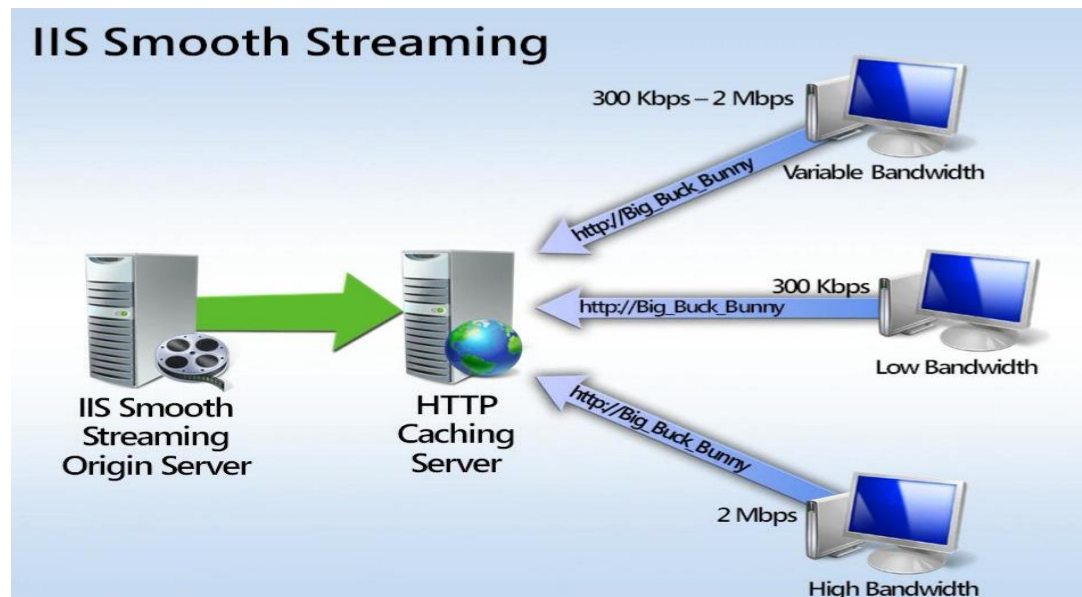 IIS Smooth Streaming
300 Kbps – 2 Mbps
http://Big_Buck_Bunny
Variable Bandwidth
300 Kbps
http://Big_Buck_Bunny
Low Bandwidth
IIS Smooth
Streaming
Origin Server
HTTP
Caching
Server
http://Big_Buck_Bunny
2 Mbps
High Bandwidth